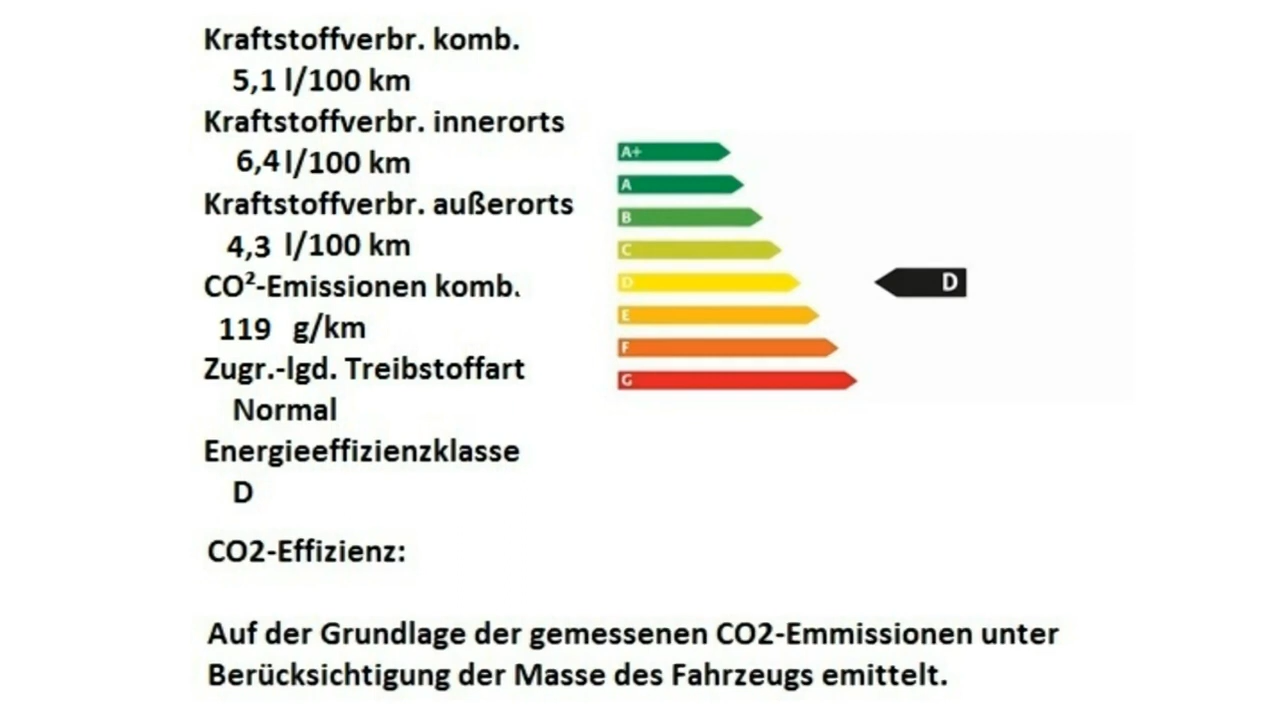 Kraftstoffverbr. komb.
5,1 l/100 km
Kraftstoffverbr. innerorts
6,4 l/100 km
Kraftstoffverbr. außerorts
4,3 l/100 km
CO²-Emissionen komb.
119 g/km
Zugr.-lgd. Treibstoffart
Normal
Energieeffizienzklasse
D
A+
A
B
C
D
D
E
F
G
CO2-Effizienz:
Auf der Grundlage der gemessenen CO2-Emmissionen unter
Berücksichtigung der Masse des Fahrzeugs emittelt.